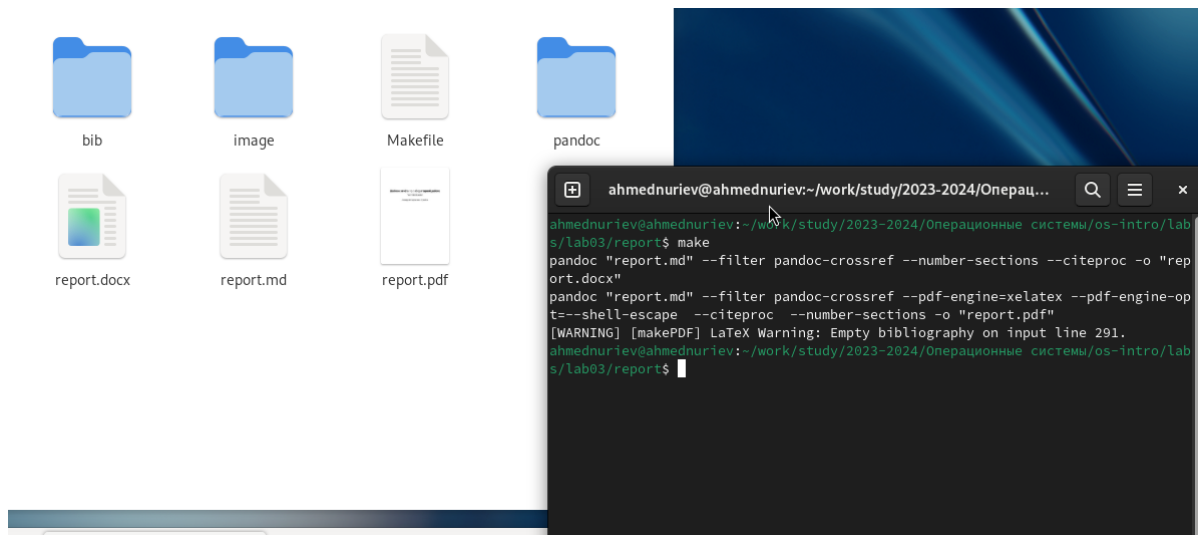 bib
image
Makefile
pandoc
report.docx
report.md
report.pdf
ahmednuriev@ahmednuriev:~/work/study/2023-2024/Операц...
ahmednuriev@ahmednuriev:~/work/study/2023-2024/Операционные системы/os-intro/lab
s/lab03/report$ make
pandoc "report.md" --filter pandoc-crossref --number-sections --citeproc -o "rep
ort.docx"
pandoc "report.md" --filter pandoc-crossref --pdf-engine=xelatex --pdf-engine-op
t=--shell-escape  --citeproc  --number-sections -o "report.pdf"
[WARNING] [makePDF] LaTeX Warning: Empty bibliography on input line 291.
ahmednuriev@ahmednuriev:~/work/study/2023-2024/Операционные системы/os-intro/lab
s/lab03/report$